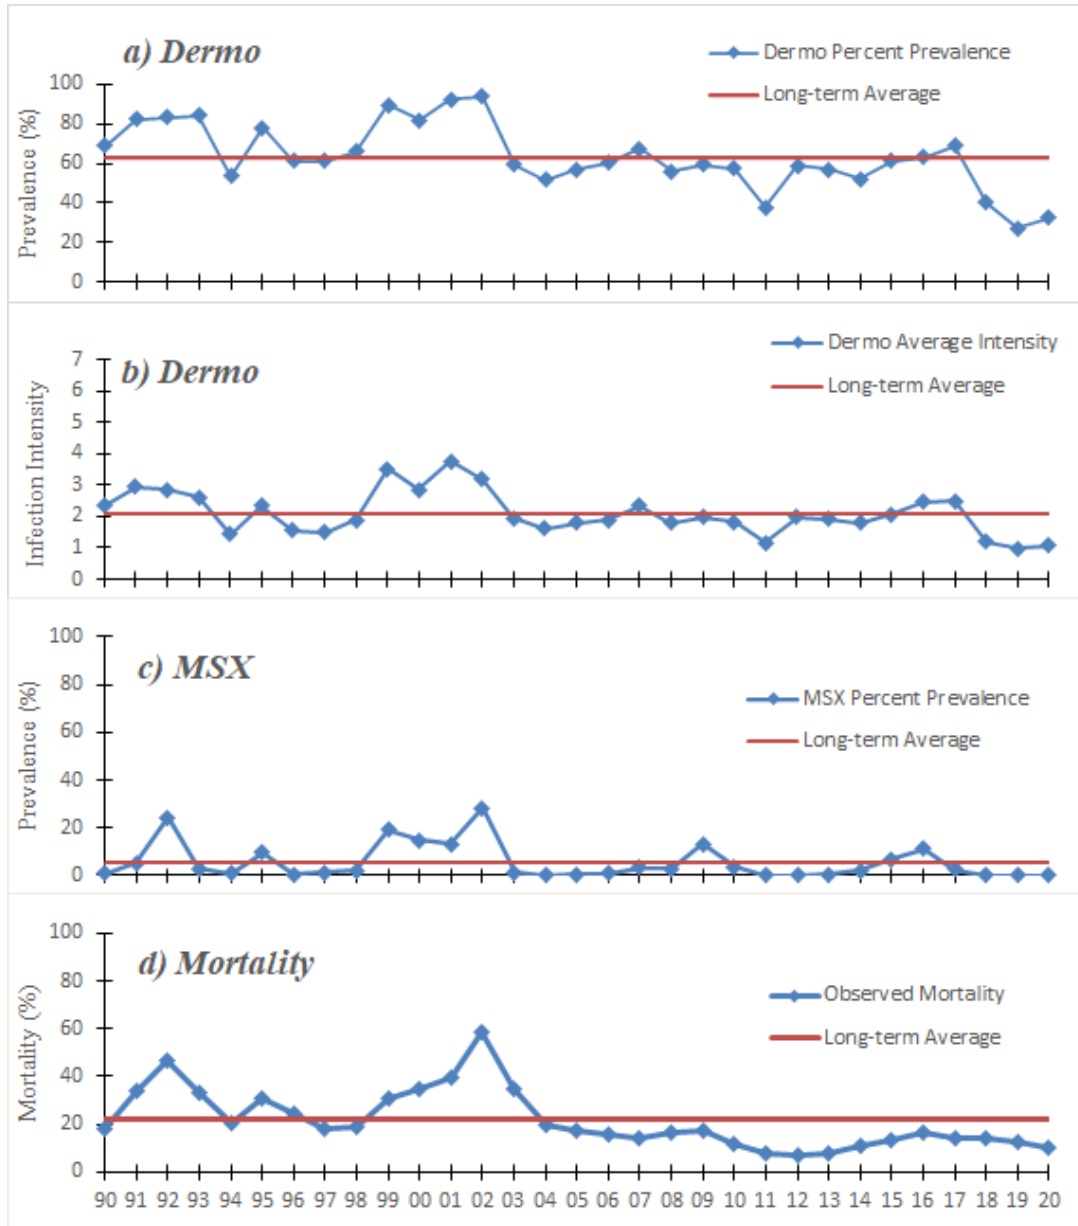 a) Dermo
Dermo Percent Prevalence
Long-term Average
Prevalence (%)
100
80
60
40
20
0
b) Dermo
Dermo Average Intensity
Long-term Average
Infection Intensity
7
6
5
4
3
2
1
0
c) MSX
MSX Percent Prevalence
Long-term Average
Prevalence (%)
100
80
60
40
20
0
d) Mortality
Observed Mortality
Long-term Average
Mortality (%)
100
80
60
40
20
0
90 91 92 93 94 95 96 97 98 99 00 01 02 03 04 05 06 07 08 09 10 11 12 13 14 15 16 17 18 19 20